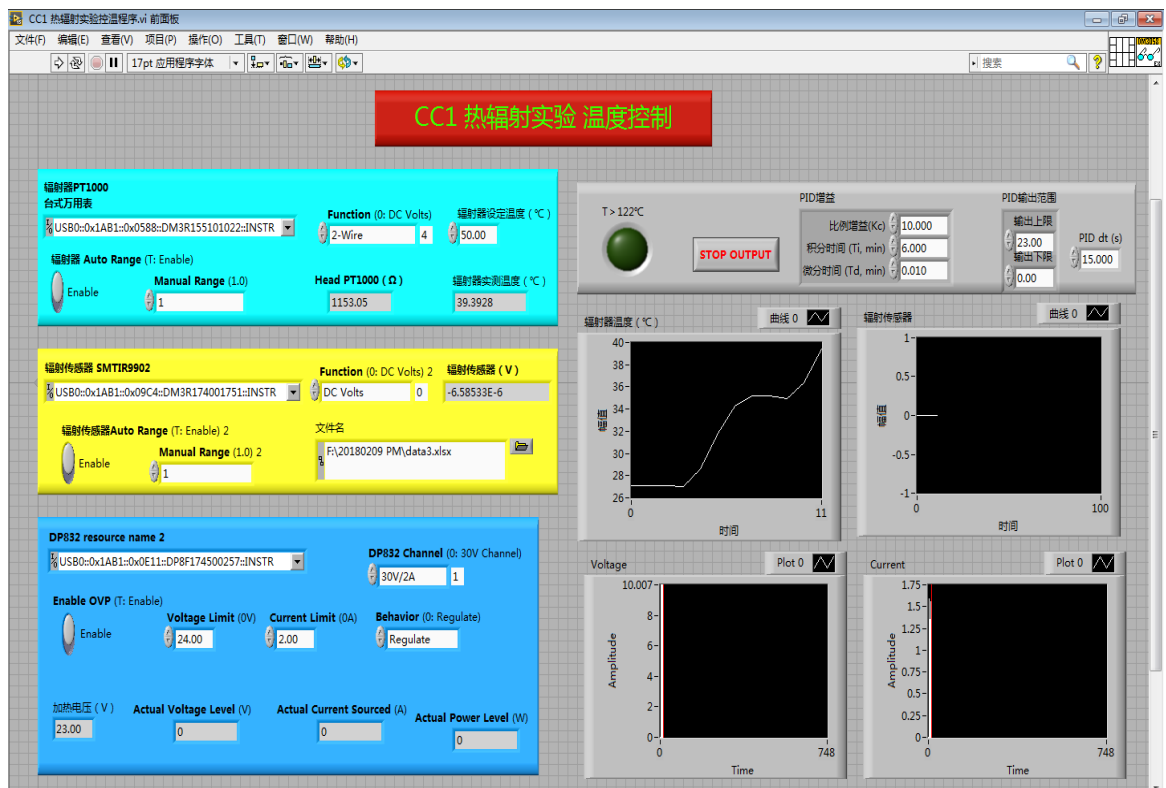 CC1 热辐射实验控温程序.vi 前面板
文件(F) 编辑(E) 查看(V) 项目(P) 操作(O) 工具(T) 窗口(W) 帮助(H)
17pt 应用程序字体
搜索
CC1 热辐射实验 温度控制
辐射器PT1000
台式万用表
USB0::0x1AB1::0x0588::DM3R155101022::INSTR
Function (0: DC Volts)
2-Wire 4
辐射器设定温度 ( ℃ )
50.00
辐射器 Auto Range (T: Enable)
Enable
Manual Range (1.0)
1
Head PT1000 ( Ω )
1153.05
辐射器实测温度 ( ℃ )
39.3928
辐射传感器 SMTIR9902
USB0::0x1AB1::0x09C4::DM3R174001751::INSTR
Function (0: DC Volts) 2
DC Volts 0
辐射传感器 ( V )
-6.58533E-6
辐射传感器Auto Range (T: Enable) 2
Enable
Manual Range (1.0) 2
1
文件名
F:\20180209 PM\data3.xlsx
DP832 resource name 2
USB0::0x1AB1::0x0E11::DP8F174500257::INSTR
DP832 Channel (0: 30V Channel)
30V/2A 1
Enable OVP (T: Enable)
Enable
Voltage Limit (0V)
24.00
Current Limit (0A)
2.00
Behavior (0: Regulate)
Regulate
加热电压 ( V )
23.00
Actual Voltage Level (V)
0
Actual Current Sourced (A)
0
Actual Power Level (W)
0
T > 122℃
STOP OUTPUT
PID增益
比例增益(Kc) 10.000
积分时间 (Ti, min) 6.000
微分时间 (Td, min) 0.010
PID输出范围
输出上限
23.00
输出下限
0.00
PID dt (s)
15.000
辐射器温度 ( ℃ )
曲线 0
40
38
36
34
32
30
28
26
幅值
0 11
时间
辐射传感器
曲线 0
1
0.5
0
-0.5
-1
幅值
0 100
时间
Voltage
Plot 0
10.007
8
6
4
2
0
Amplitude
0 748
Time
Current
Plot 0
1.75
1.5
1.25
1
0.75
0.5
0.25
0
Amplitude
0 748
Time